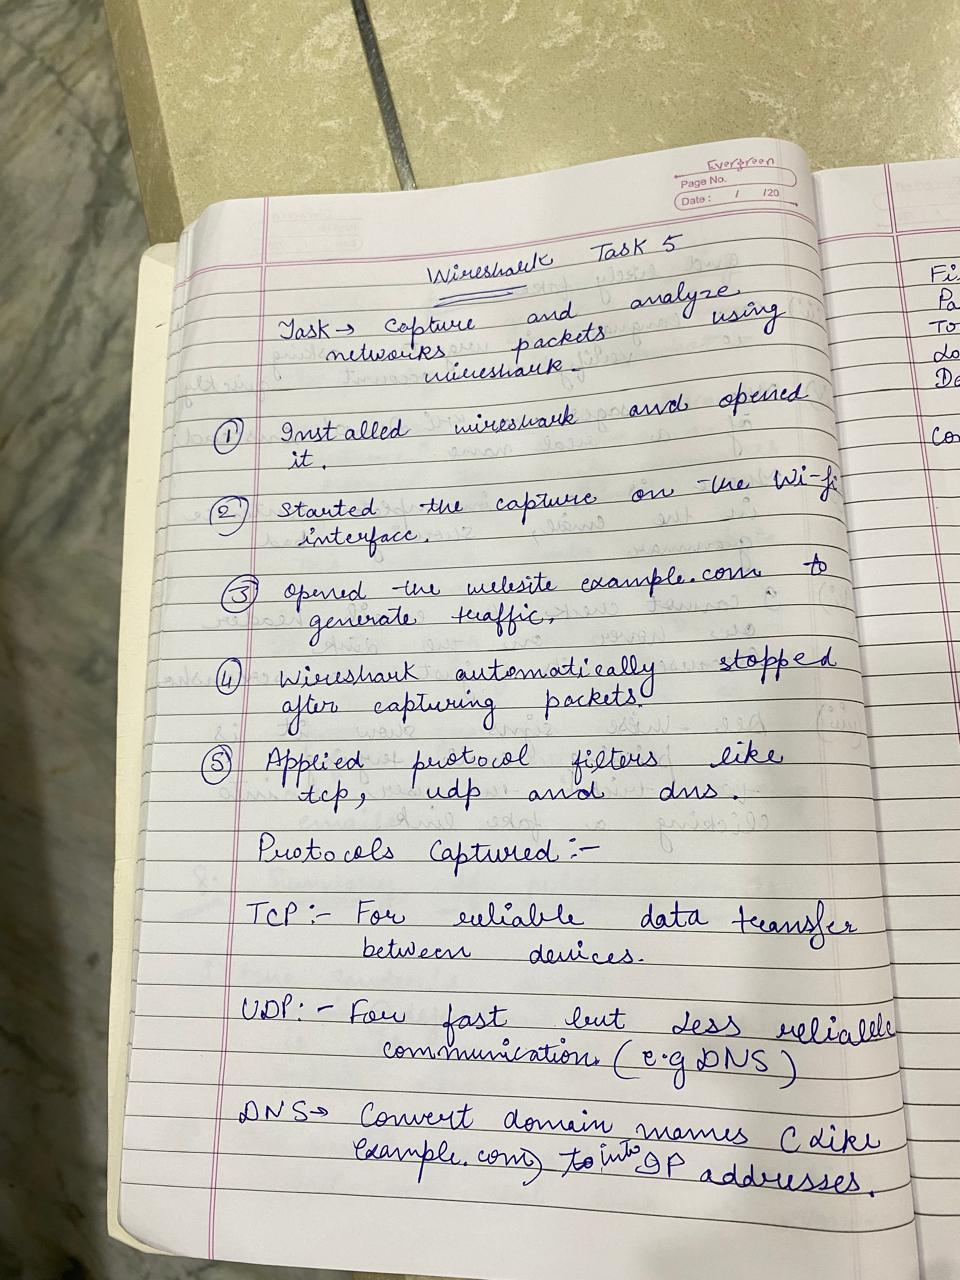 Evergreen
Page No.
Date : / /20
Wireshark Task 5
Task → Capture and analyze
networks packets using
wireshark.
① Installed wireshark and opened
it.
② Started the capture on the Wi-fi
interface.
③ Opened the website example.com to
generate traffic.
④ Wireshark automatically stopped
after capturing packets.
⑤ Applied protocol filters like
tcp, udp and dns.
Protocols Captured :-
TCP :- For reliable data transfer
between devices.
UDP :- For fast but Less reliable
communication. (e.g DNS)
DNS → Convert domain names (Like
example.com) to into IP addresses.
Fi
Pa
To
Lo
De
Co